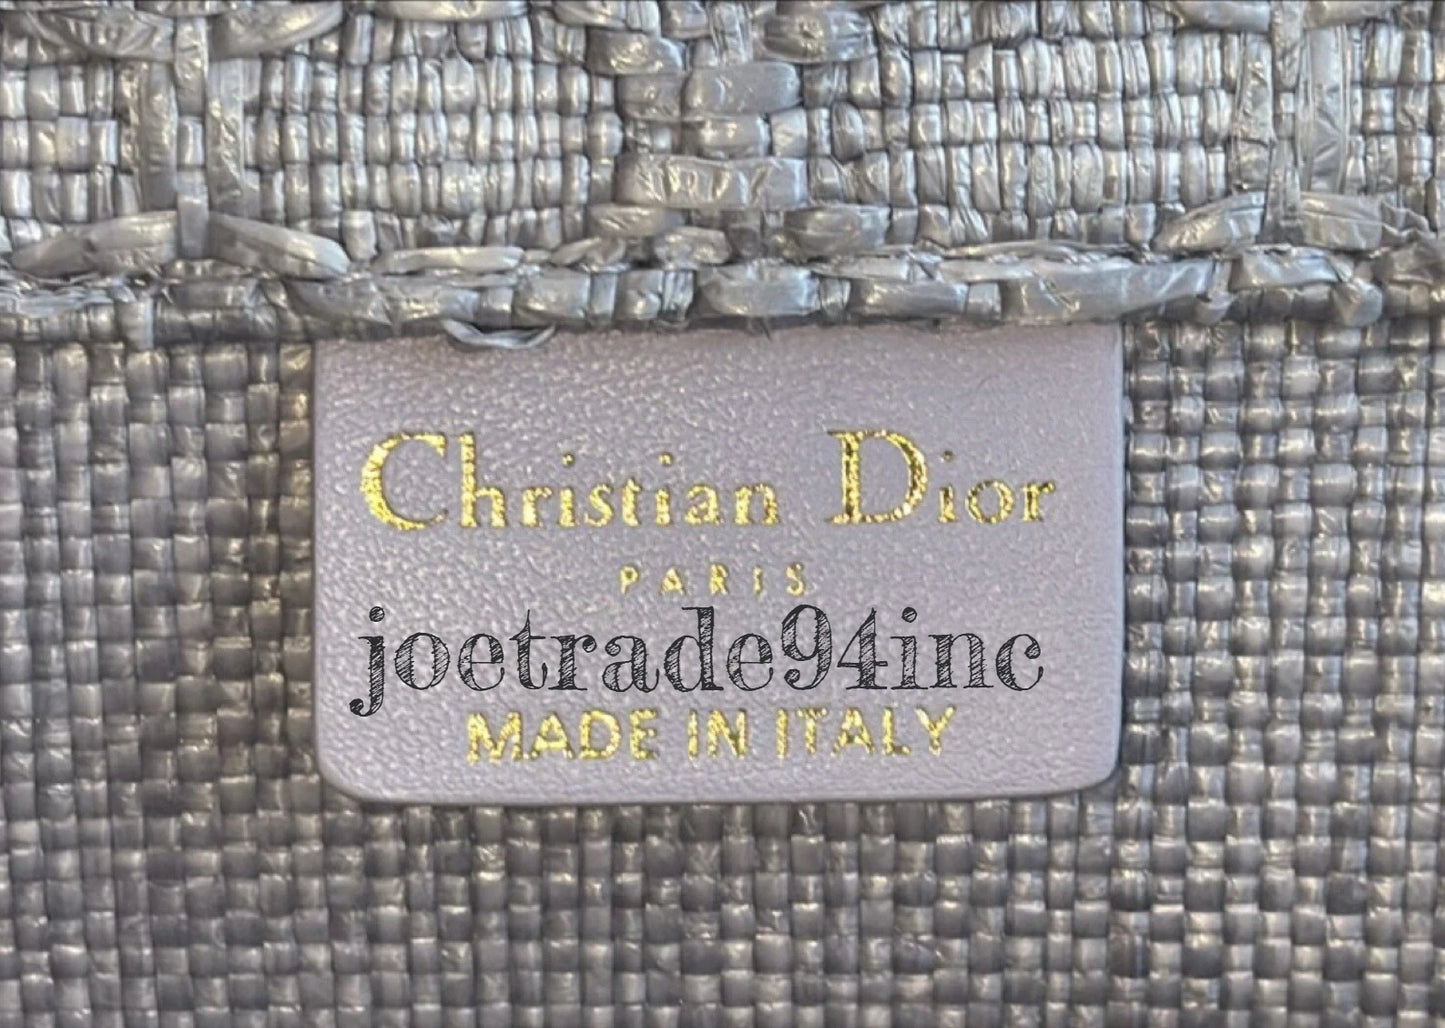 Christian Dior
PARIS
joetrade94inc
MADE IN ITALY